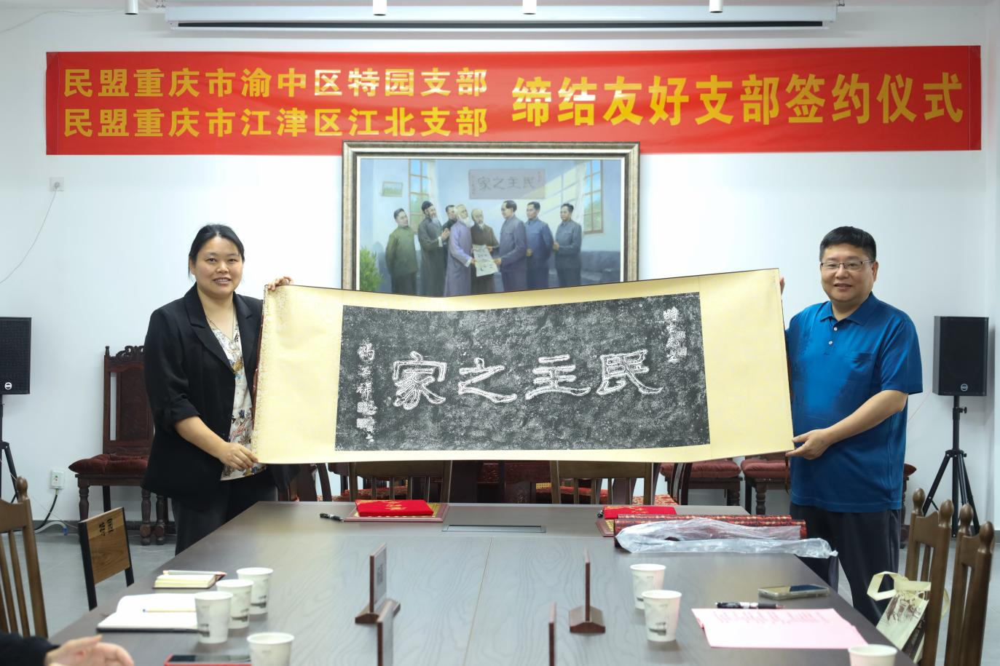 民盟重庆市渝中区特园支部
民盟重庆市江津区江北支部
缔结友好支部签约仪式
民主之家
民主之家